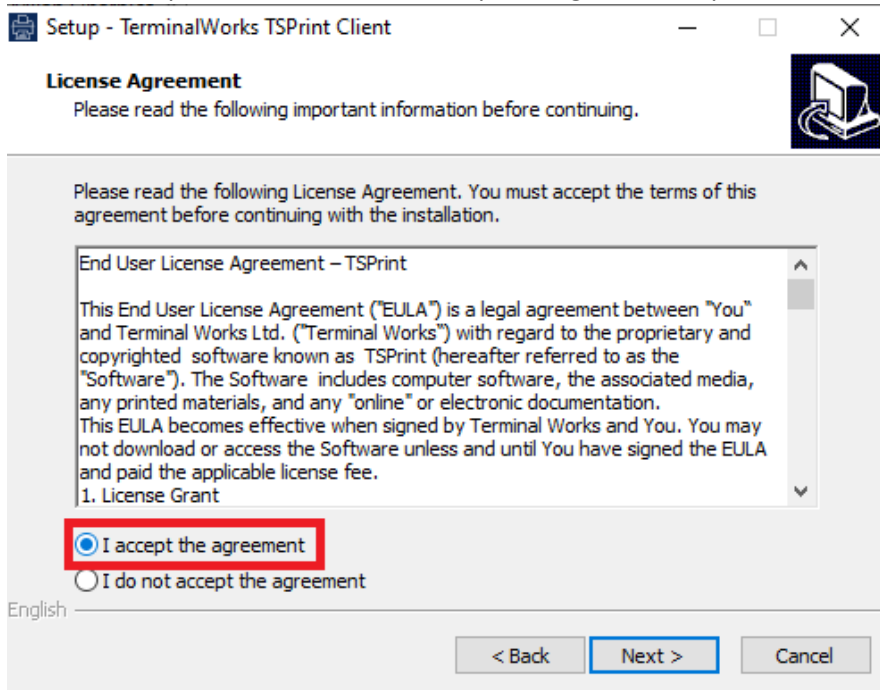 Setup - TerminalWorks TSPrint Client
License Agreement
Please read the following important information before continuing.
Please read the following License Agreement. You must accept the terms of this
agreement before continuing with the installation.
End User License Agreement – TSPrint
This End User License Agreement ("EULA") is a legal agreement between "You"
and Terminal Works Ltd. ("Terminal Works") with regard to the proprietary and
copyrighted  software known as  TSPrint (hereafter referred to as the
"Software"). The Software  includes computer software, the associated media,
any printed materials, and any "online" or electronic documentation.
This EULA becomes effective when signed by Terminal Works and You. You may
not download or access the Software unless and until You have signed the EULA
and paid the applicable license fee.
1. License Grant
I accept the agreement
I do not accept the agreement
English
< Back
Next >
Cancel